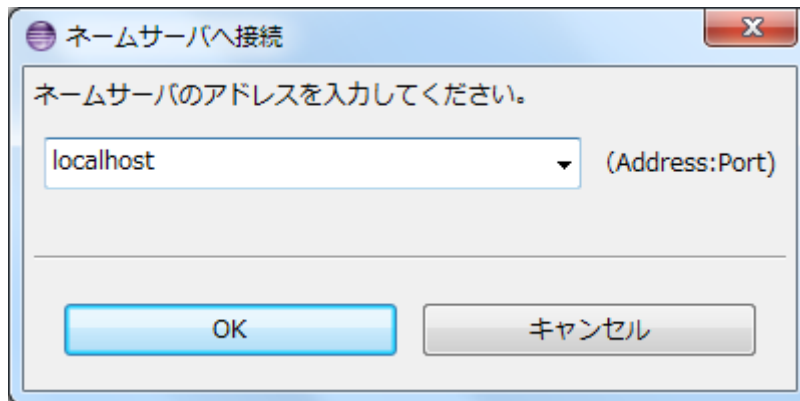 ネームサーバへ接続
ネームサーバのアドレスを入力してください。
localhost (Address:Port)
OK キャンセル